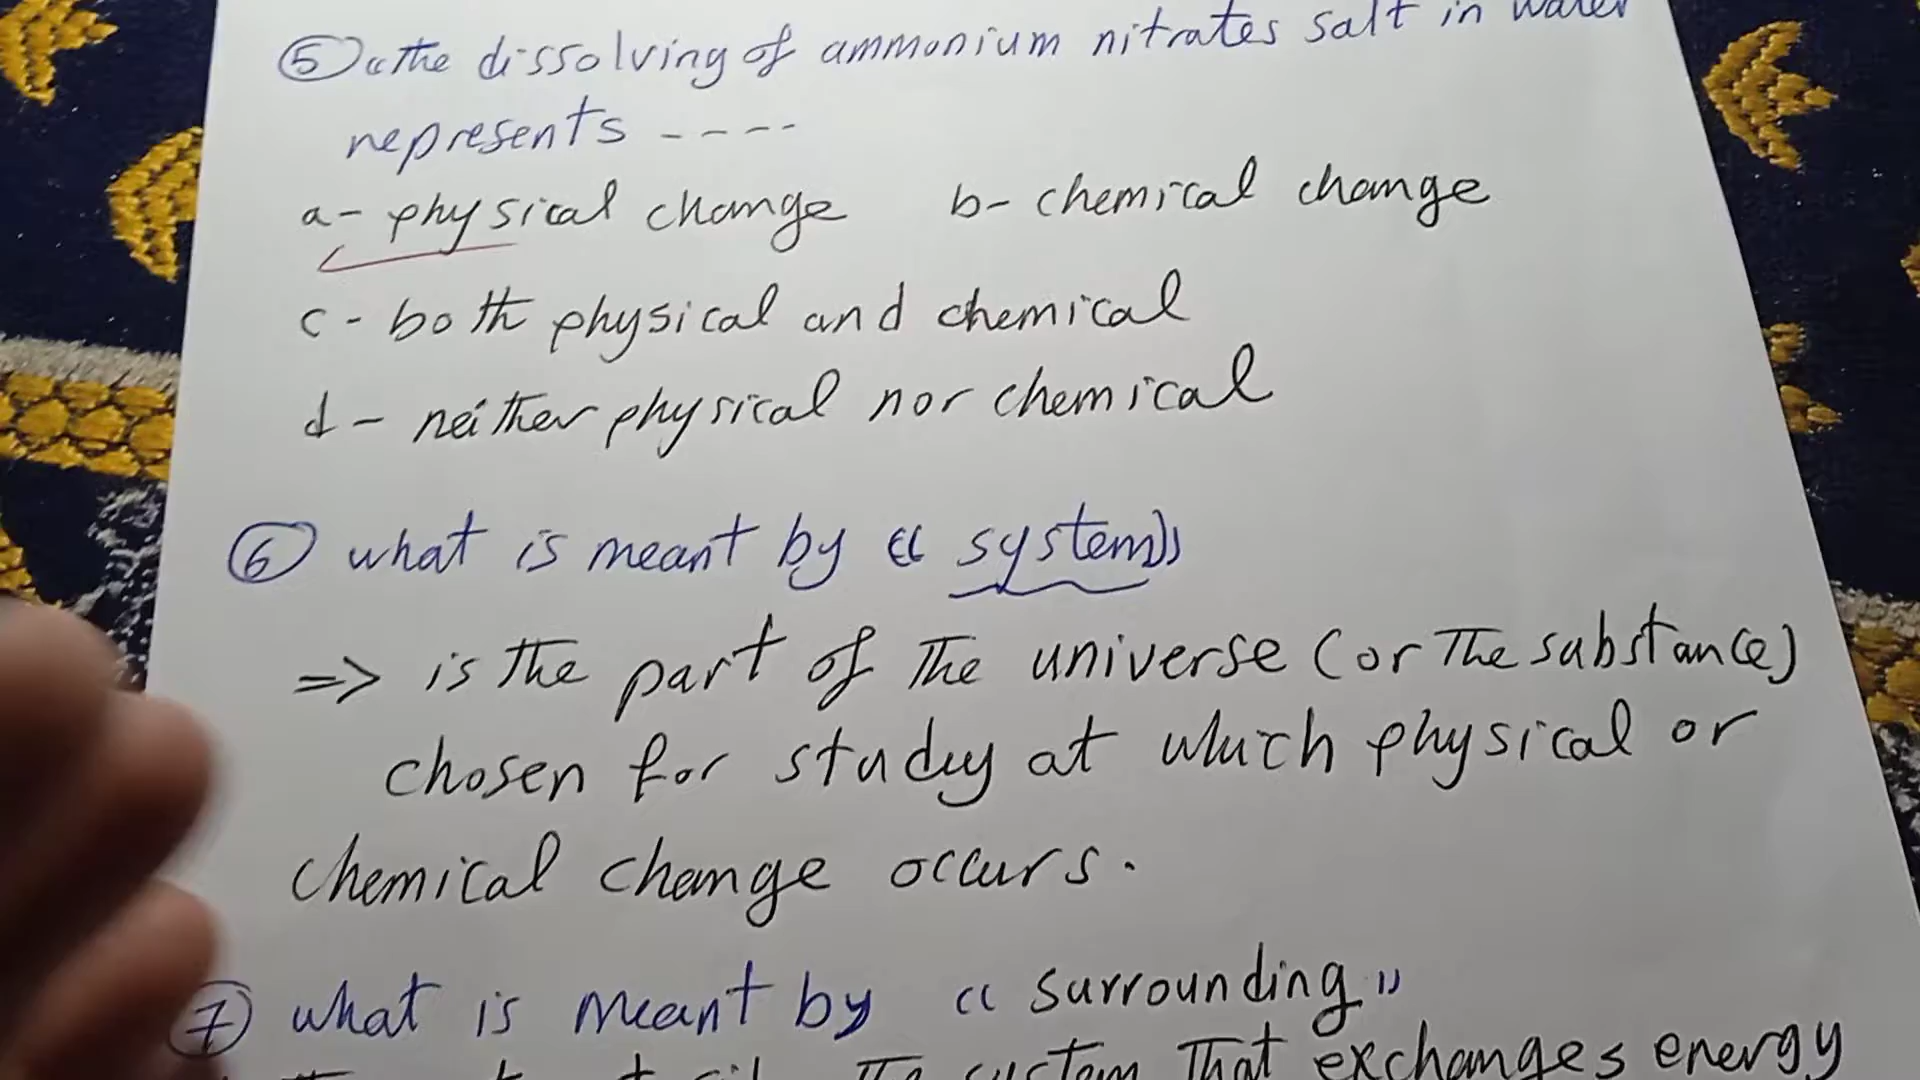 ⑤ "the dissolving of ammonium nitrates salt in water
represents ----
a- physical change b- chemical change
c- both physical and chemical
d- neither physical nor chemical
⑥ what is meant by "system"
=> is the part of the universe (or the substance)
chosen for study at which physical or
chemical change occurs.
⑦ what is meant by "surrounding"
the system that exchanges energy